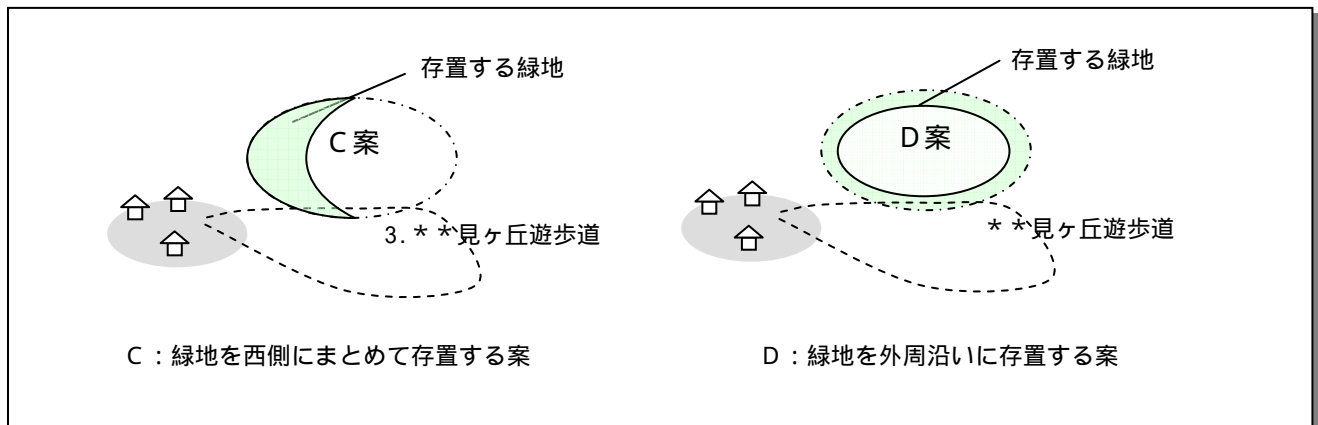 存置する緑地
C案
3.＊＊見ヶ丘遊歩道
C：緑地を西側にまとめて存置する案
存置する緑地
D案
＊＊見ヶ丘遊歩道
D：緑地を外周沿いに存置する案